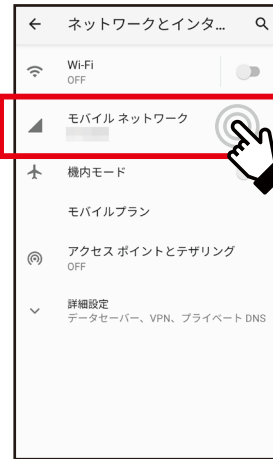 ネットワークとインタ...
Wi-Fi
OFF
モバイル ネットワーク
機内モード
モバイルプラン
アクセス ポイントとテザリング
OFF
詳細設定
データセーバー、VPN、プライベート DNS